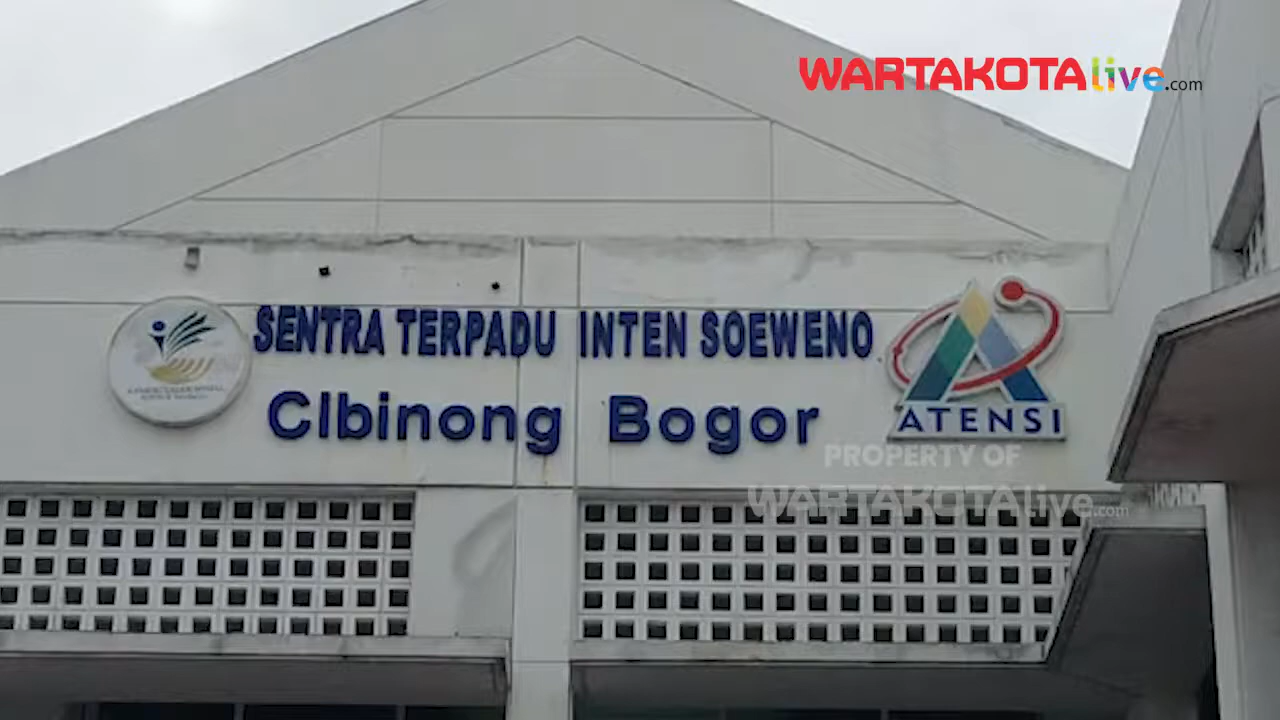 WARTAKOTAlive.com
SENTRA TERPADU INTEN SOEWENO
CIbinong Bogor
ATENSI
PROPERTY OF
WARTAKOTAlive.com